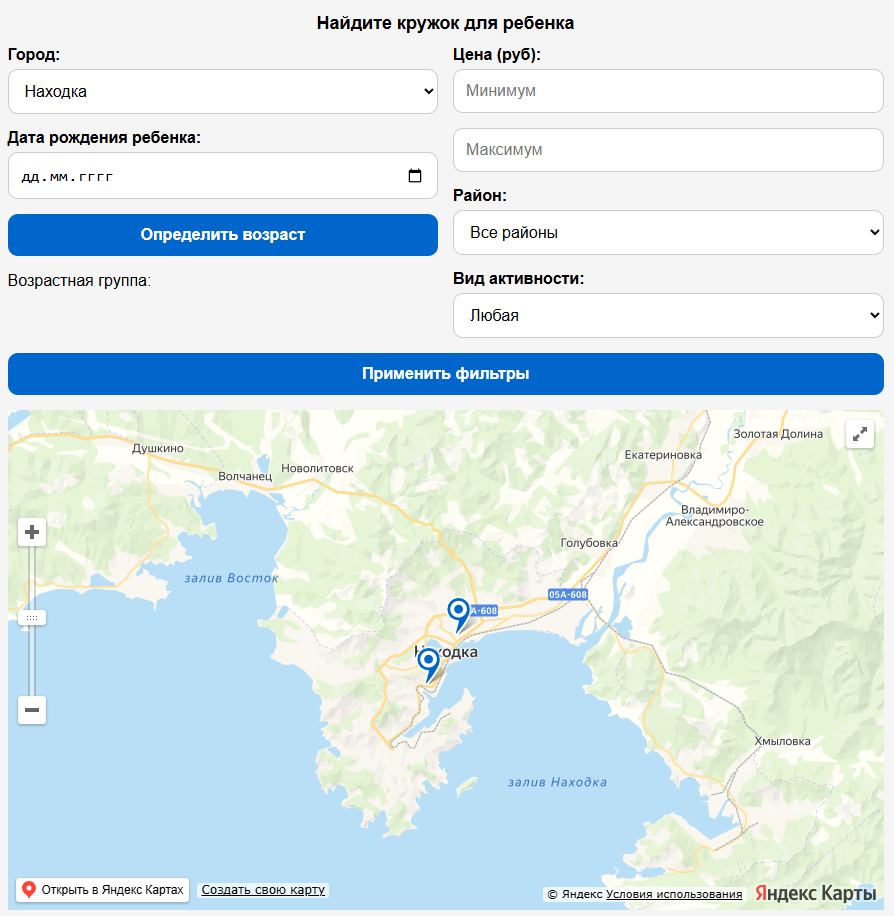 Найдите кружок для ребенка
Город:
Находка
Дата рождения ребенка:
дд.мм.гггг
Определить возраст
Возрастная группа:
Цена (руб):
Минимум
Максимум
Район:
Все районы
Вид активности:
Любая
Применить фильтры
Душкино
Волчанец
Новолитовск
Екатериновка
Золотая Долина
Владимиро-
Александровское
Голубовка
залив Восток
05А-608
А-608
Находка
Хмыловка
залив Находка
Открыть в Яндекс Картах
Создать свою карту
© Яндекс Условия использования
Яндекс Карты